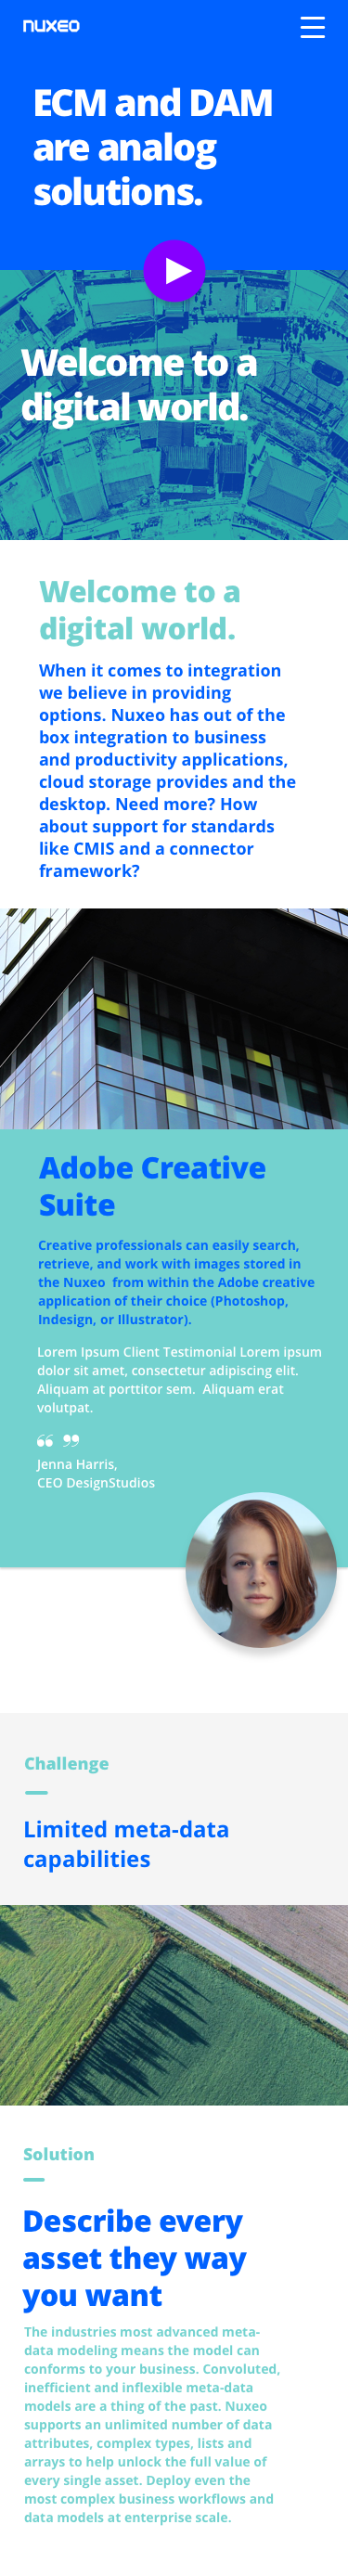 nuxeo
ECM and DAM
are analog
solutions.
Welcome to a
digital world.
Welcome to a
digital world.
When it comes to integration
we believe in providing
options. Nuxeo has out of the
box integration to business
and productivity applications,
cloud storage provides and the
desktop. Need more? How
about support for standards
like CMIS and a connector
framework?
Adobe Creative
Suite
Creative professionals can easily search,
retrieve, and work with images stored in
the Nuxeo  from within the Adobe creative
application of their choice (Photoshop,
Indesign, or Illustrator).
Lorem Ipsum Client Testimonial Lorem ipsum
dolor sit amet, consectetur adipiscing elit.
Aliquam at porttitor sem.  Aliquam erat
volutpat.
“ ”
Jenna Harris,
CEO DesignStudios
Challenge
Limited meta-data
capabilities
Solution
Describe every
asset they way
you want
The industries most advanced meta-
data modeling means the model can
conforms to your business. Convoluted,
inefficient and inflexible meta-data
models are a thing of the past. Nuxeo
supports an unlimited number of data
attributes, complex types, lists and
arrays to help unlock the full value of
every single asset. Deploy even the
most complex business workflows and
data models at enterprise scale.